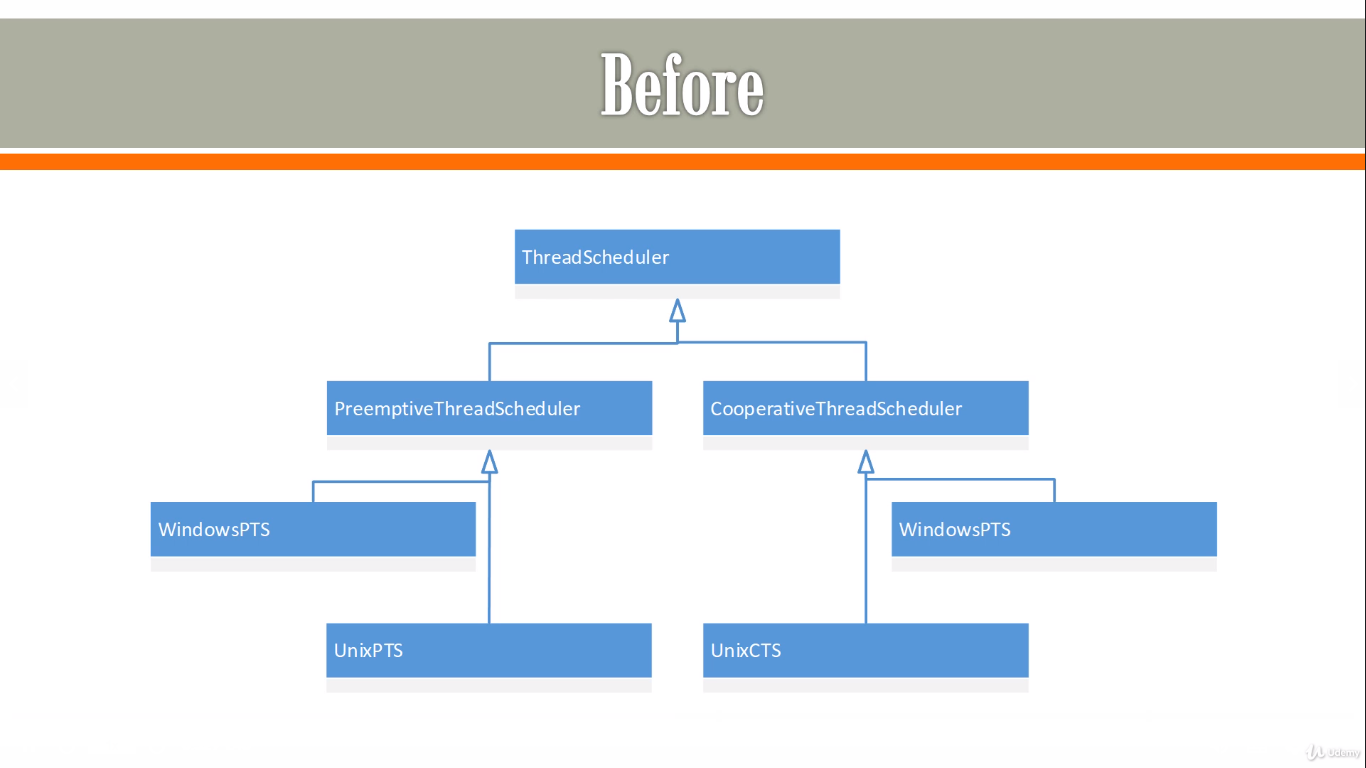 Before
ThreadScheduler
PreemptiveThreadScheduler
CooperativeThreadScheduler
WindowsPTS
WindowsPTS
UnixPTS
UnixCTS
Udemy